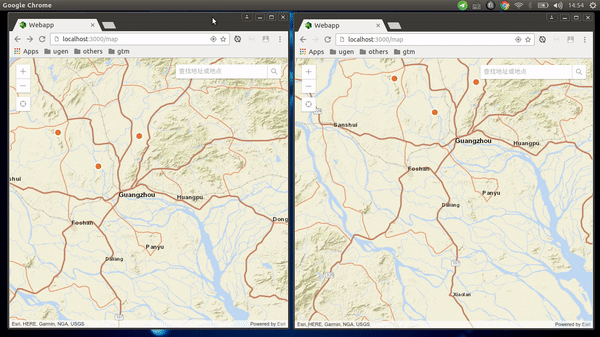 Google Chrome
14:54
Webapp
localhost:3000/map
Apps ugen others gtm
查找地址或地点
Guangzhou
Huangpu
Foshan
Panyu
Daliang
Esri, HERE, Garmin, NGA, USGS
Powered by Esri
Webapp
localhost:3000/map
Apps ugen others gtm
查找地址或地点
Sanshui
Guangzhou
Huangpu
Foshan
Panyu
Daliang
Xiaolan
Esri, HERE, Garmin, NGA, USGS
Powered by Esri